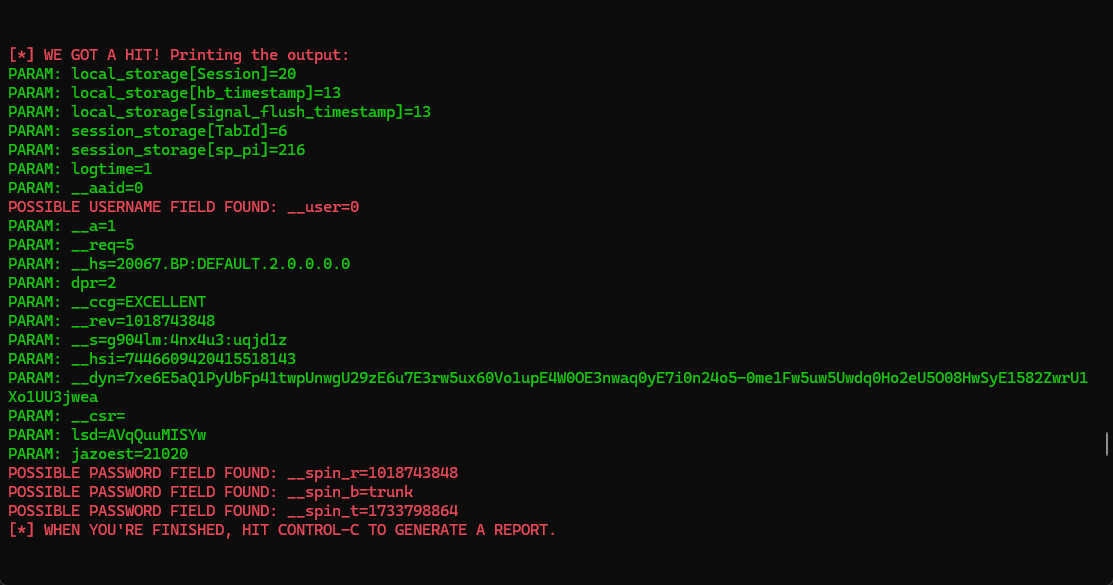 [*] WE GOT A HIT! Printing the output:
PARAM: local_storage[Session]=20
PARAM: local_storage[hb_timestamp]=13
PARAM: local_storage[signal_flush_timestamp]=13
PARAM: session_storage[TabId]=6
PARAM: session_storage[sp_pi]=216
PARAM: logtime=1
PARAM: __aaid=0
POSSIBLE USERNAME FIELD FOUND: __user=0
PARAM: __a=1
PARAM: __req=5
PARAM: __hs=20067.BP:DEFAULT.2.0.0.0.0
PARAM: dpr=2
PARAM: __ccg=EXCELLENT
PARAM: __rev=1018743848
PARAM: __s=g904lm:4nx4u3:uqjd1z
PARAM: __hsi=7446609420415518143
PARAM: __dyn=7xe6E5aQ1PyUbFp41twpUnwgU29zE6u7E3rw5ux60Vo1upE4W0OE3nwaq0yE7i0n24o5-0me1Fw5uw5Uwdq0Ho2eU5O08HwSyE1582ZwrU1
Xo1UU3jwea
PARAM: __csr=
PARAM: lsd=AVqQuuMISYw
PARAM: jazoest=21020
POSSIBLE PASSWORD FIELD FOUND: __spin_r=1018743848
POSSIBLE PASSWORD FIELD FOUND: __spin_b=trunk
POSSIBLE PASSWORD FIELD FOUND: __spin_t=1733798864
[*] WHEN YOU'RE FINISHED, HIT CONTROL-C TO GENERATE A REPORT.